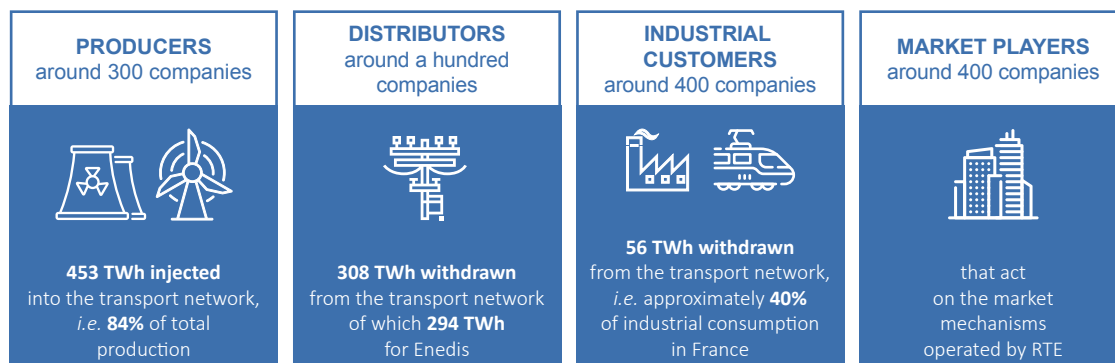 PRODUCERS
around 300 companies
453 TWh injected
into the transport network,
i.e. 84% of total
production
DISTRIBUTORS
around a hundred
companies
308 TWh withdrawn
from the transport network
of which 294 TWh
for Enedis
INDUSTRIAL
CUSTOMERS
around 400 companies
56 TWh withdrawn
from the transport network,
i.e. approximately 40%
of industrial consumption
in France
MARKET PLAYERS
around 400 companies
that act
on the market
mechanisms
operated by RTE